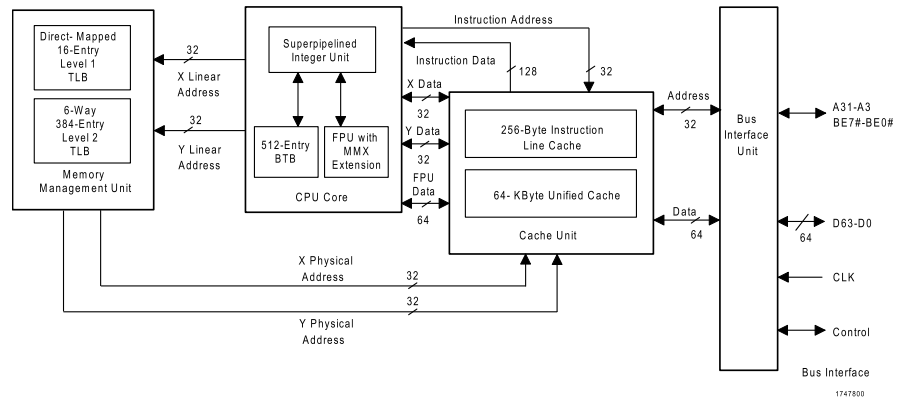 Direct- Mapped
16-Entry
Level 1
TLB
6-Way
384-Entry
Level 2
TLB
Memory
Management Unit
32
X Linear
Address
32
Y Linear
Address
Superpipelined
Integer Unit
512-Entry
BTB
FPU with
MMX
Extension
CPU Core
Instruction Address
Instruction Data
128
32
X Data
32
Y Data
32
FPU
Data
64
256-Byte Instruction
Line Cache
64- KByte Unified Cache
Cache Unit
Address
32
Data
64
Bus
Interface
Unit
A31-A3
BE7#-BE0#
D63-D0
64
CLK
Control
X Physical
Address
32
32
Y Physical
Address
Bus Interface
1747800